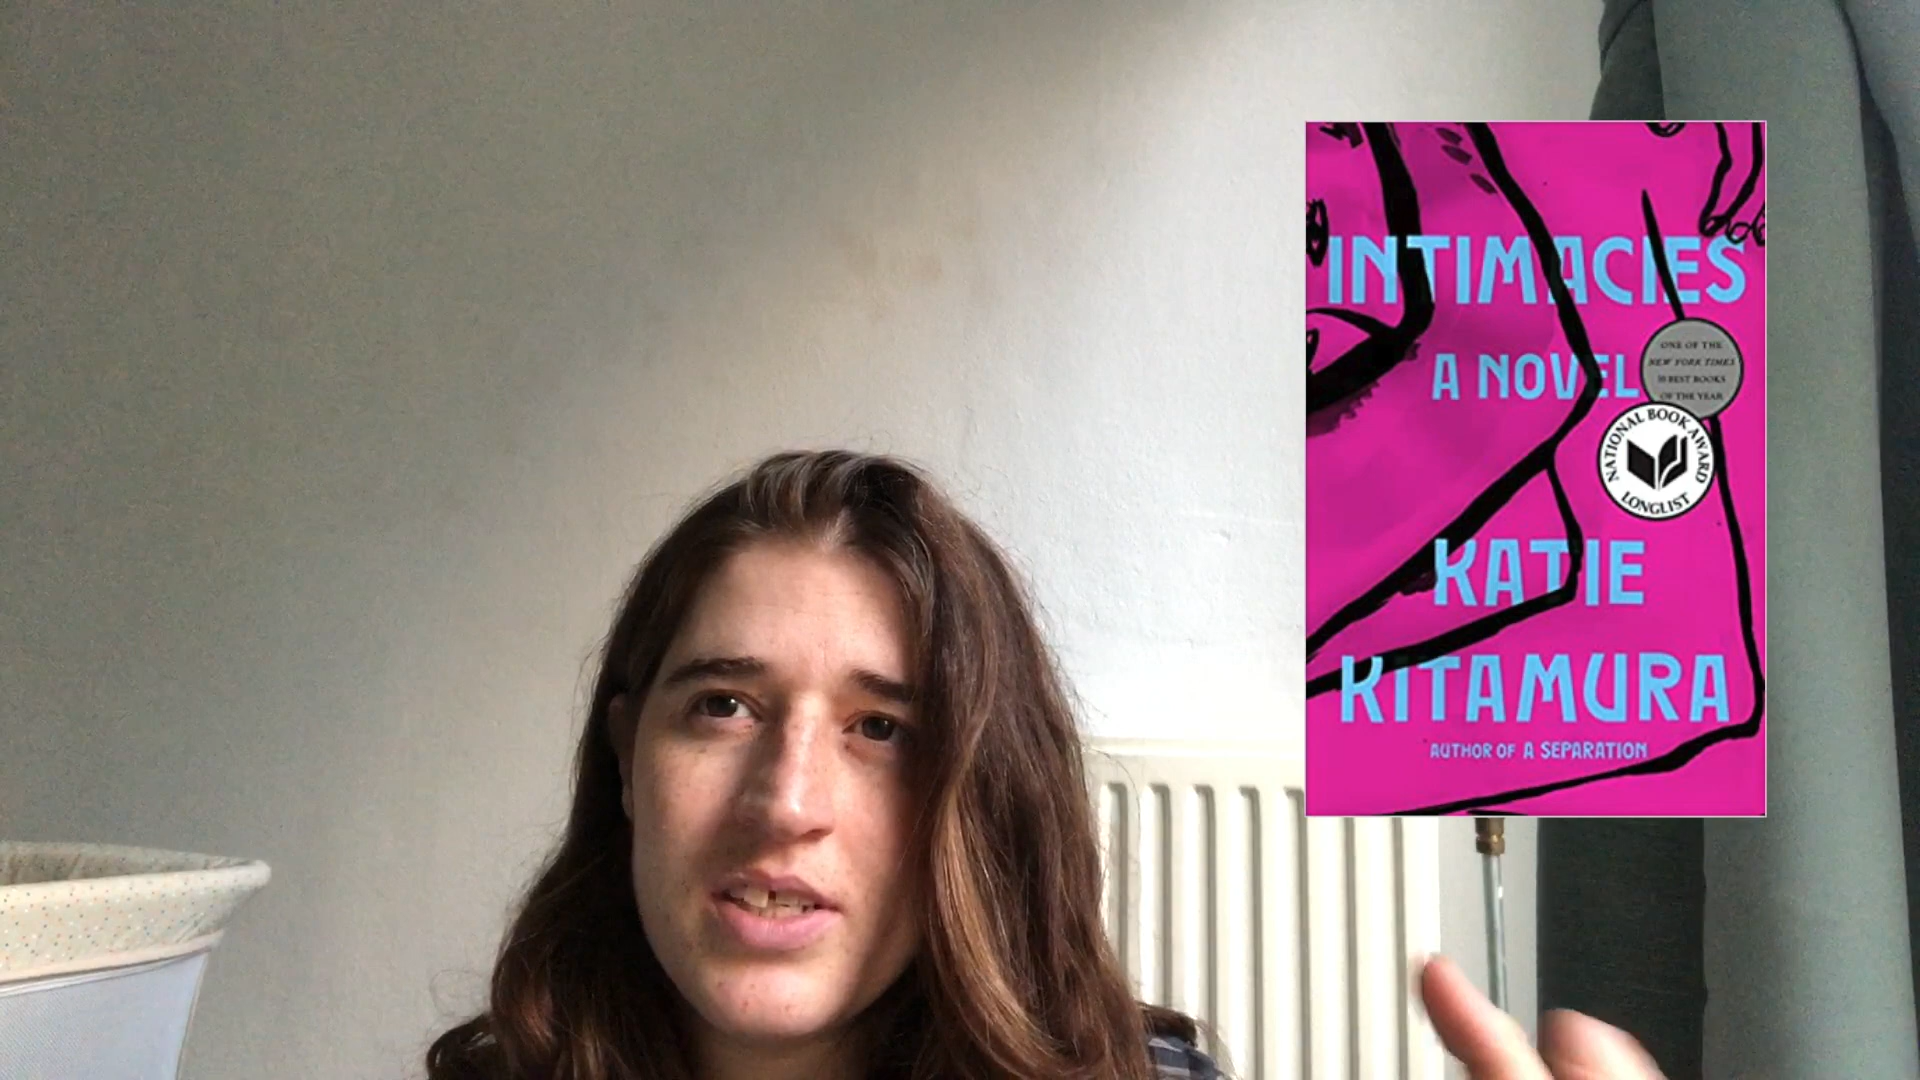 INTIMACIES
A NOVEL
ONE OF THE
NEW YORK TIMES
10 BEST BOOKS
OF THE YEAR
NATIONAL BOOK AWARD
LONGLIST
KATIE
KITAMURA
AUTHOR OF A SEPARATION